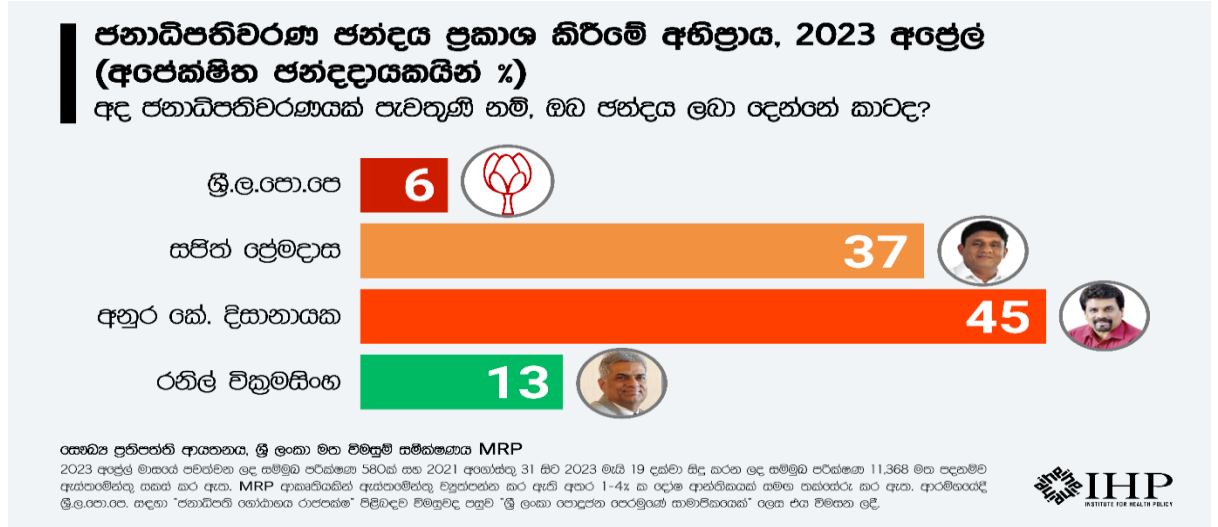 ජනාධිපතිවරණ ඡන්දය ප්‍රකාශ කිරීමේ අභිප්‍රාය, 2023 අප්‍රේල්
(අපේක්ෂිත ඡන්දදායකයින් %)
අද ජනාධිපතිවරණයක් පැවතුණි නම්, ඔබ ඡන්දය ලබා දෙන්නේ කාටද?
ශ්‍රී.ල.පො.පෙ
6
සජිත් ප්‍රේමදාස
37
අනුර කේ. දිසානායක
45
රනිල් වික්‍රමසිංහ
13
සෞඛ්‍ය ප්‍රතිපත්ති ආයතනය, ශ්‍රී ලංකා මත විමසුම් සමීක්ෂණය MRP
2023 අප්‍රේල් මාසයේ පවත්වන ලද සම්මුඛ පරීක්ෂණ 580ක් සහ 2021 අගෝස්තු 31 සිට 2023 මැයි 19 දක්වා සිදු කරන ලද සම්මුඛ පරීක්ෂණ 11,368 මත පදනම්ව
ඇස්තමේන්තු සකස් කර ඇත. MRP ආකෘතියකින් ඇස්තමේන්තු ව්‍යුත්පන්න කර ඇති අතර 1-4% ක දෝෂ ආන්තිකයක් සමඟ තක්සේරු කර ඇත. ආරම්භයේදී
ශ්‍රී.ල.පො.පෙ. සඳහා "ජනාධිපති ගෝඨාභය රාජපක්ෂ" පිළිබඳව විමසූවද පසුව "ශ්‍රී ලංකා පොදුජන පෙරමුණේ සාමාජිකයෙක්" ලෙස එය විමසන ලදී.
IHP
INSTITUTE FOR HEALTH POLICY